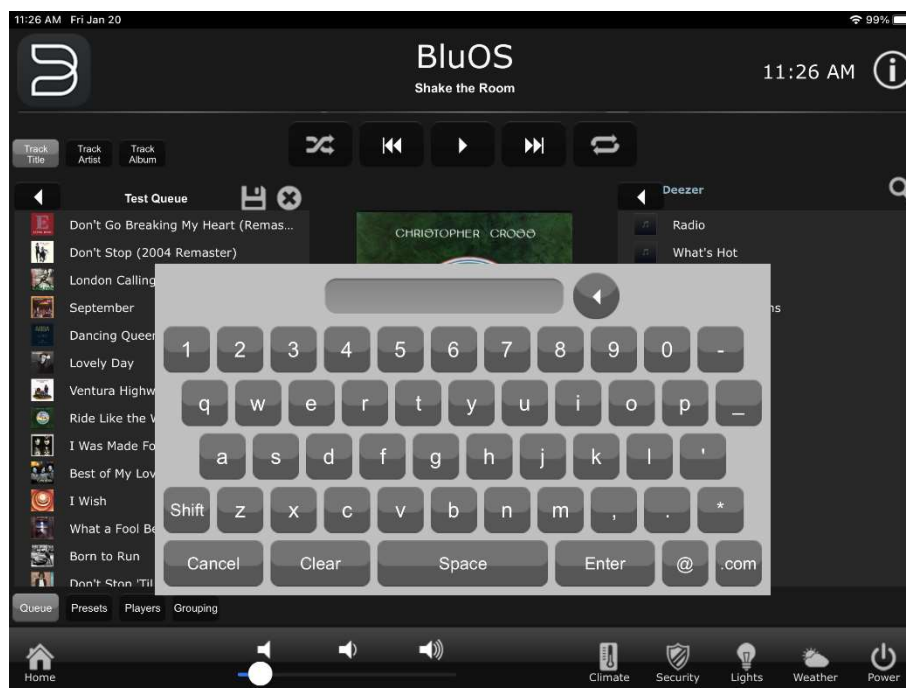 11:26 AM Fri Jan 20
99%
BluOS
Shake the Room
11:26 AM
Track Title
Track Artist
Track Album
Test Queue
Don't Go Breaking My Heart (Remas...
Don't Stop (2004 Remaster)
London Calling
September
Dancing Queen
Lovely Day
Ventura Highw
Ride Like the
I Was Made Fo
Best of My Lov
I Wish
What a Fool Be
Born to Run
Don't Stop 'Til
CHRISTOPHER CROSS
Deezer
Radio
What's Hot
1 2 3 4 5 6 7 8 9 0 -
q w e r t y u i o p _
a s d f g h j k l '
Shift z x c v b n m , . *
Cancel Clear Space Enter @ .com
Queue Presets Players Grouping
Home
Climate Security Lights Weather Power